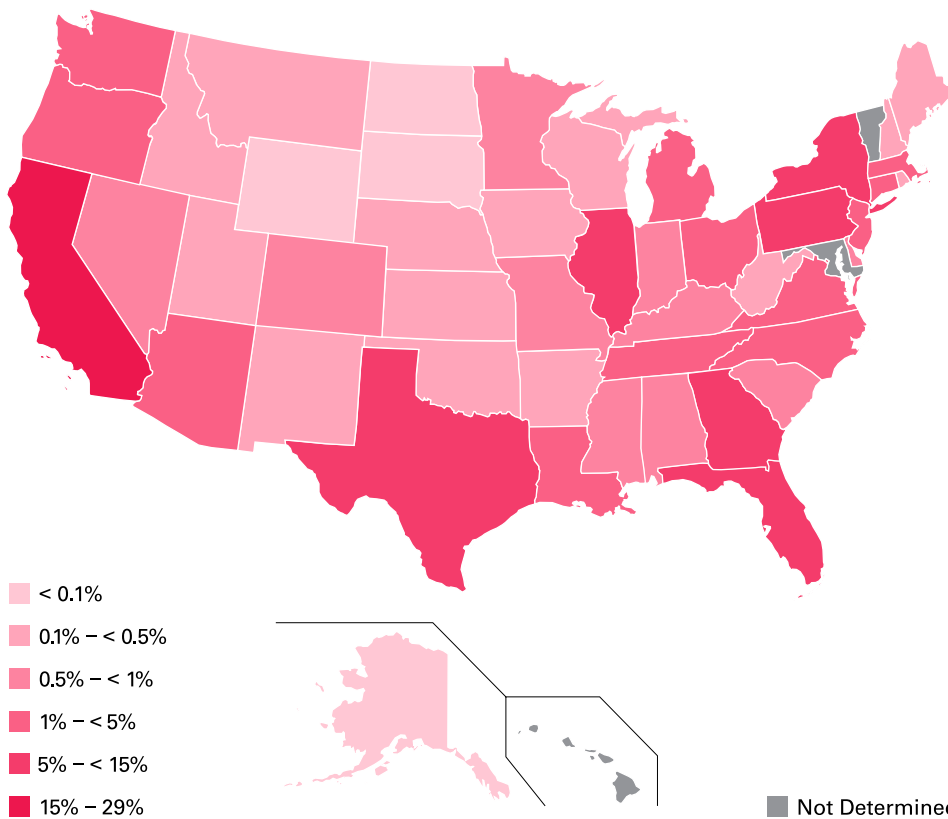 < 0.1%
0.1% – < 0.5%
0.5% – < 1%
1% – < 5%
5% – < 15%
15% – 29%
Not Determined